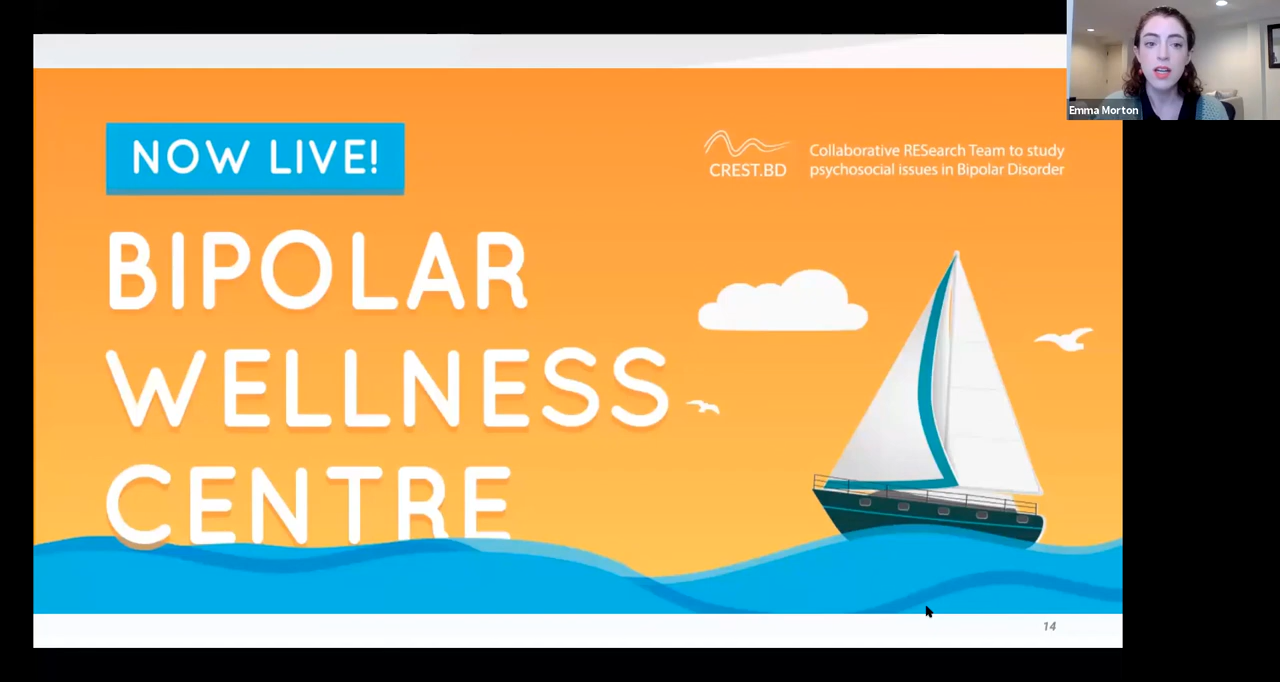 NOW LIVE!
CREST.BD
Collaborative RESearch Team to study
psychosocial issues in Bipolar Disorder
BIPOLAR
WELLNESS
CENTRE
14
Emma Morton